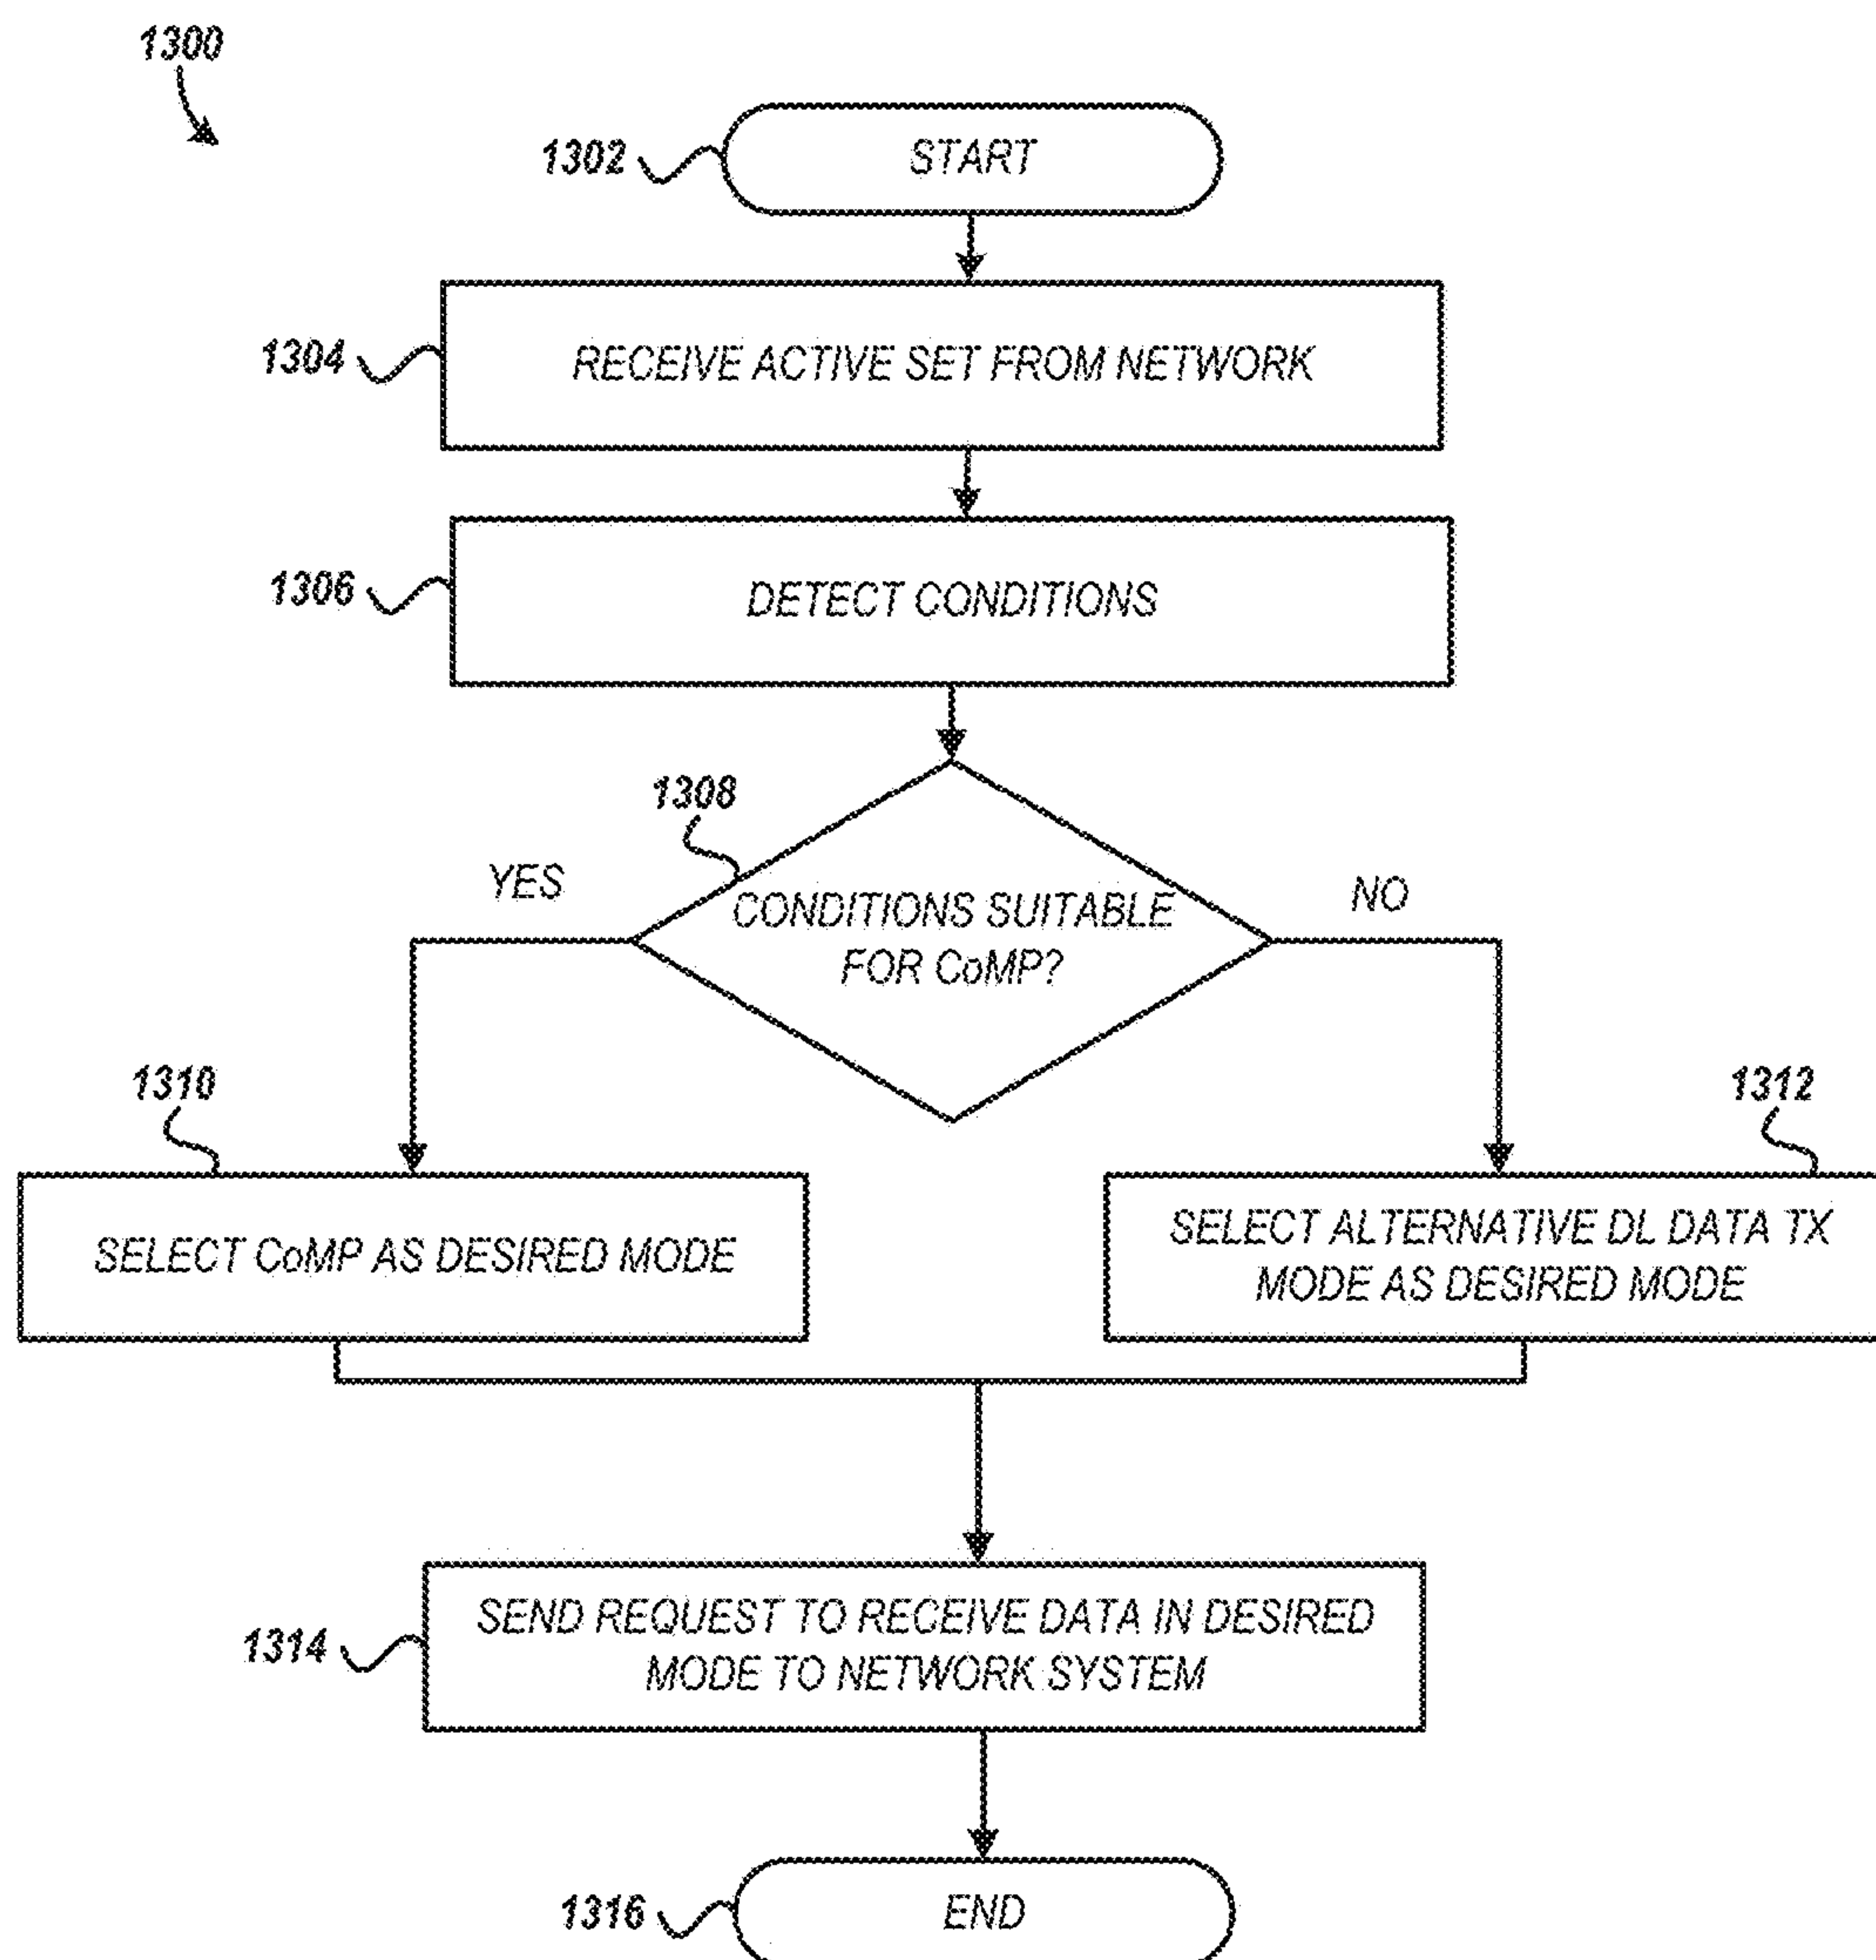 1300
1302
START
1304
RECEIVE ACTIVE SET FROM NETWORK
1306
DETECT CONDITIONS
1308
YES
NO
CONDITIONS SUITABLE
FOR CoMP?
1310
1312
SELECT CoMP AS DESIRED MODE
SELECT ALTERNATIVE DL DATA TX
MODE AS DESIRED MODE
1314
SEND REQUEST TO RECEIVE DATA IN DESIRED
MODE TO NETWORK SYSTEM
1316
END